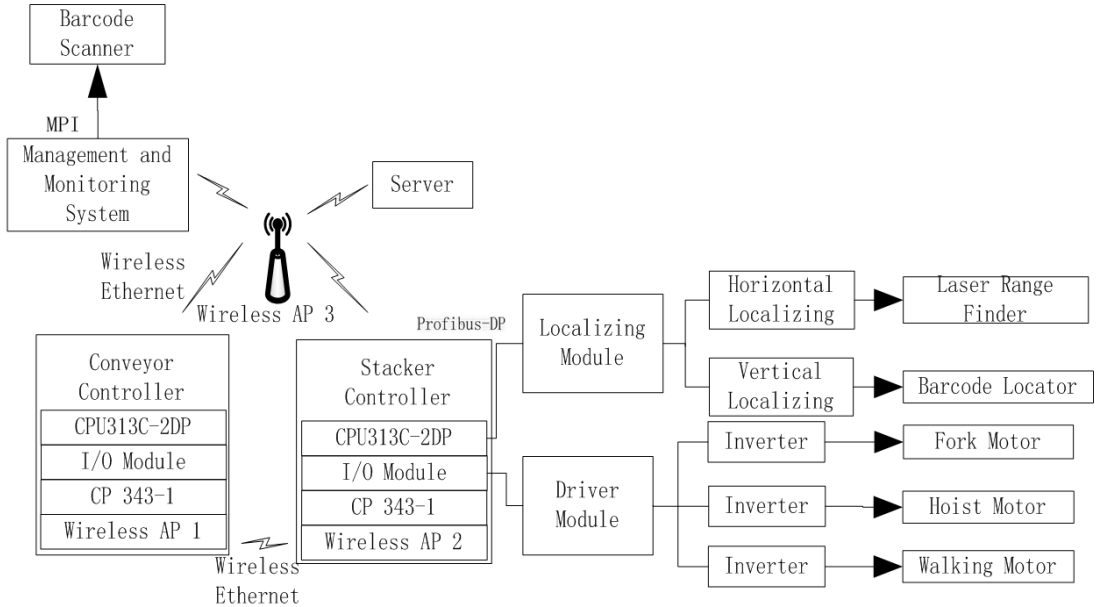 Barcode
Scanner
MPI
Management and
Monitoring
System
Server
Wireless
Ethernet
Wireless AP 3
Conveyor
Controller
CPU313C-2DP
I/O Module
CP 343-1
Wireless AP 1
Wireless
Ethernet
Profibus-DP
Stacker
Controller
CPU313C-2DP
I/O Module
CP 343-1
Wireless AP 2
Localizing
Module
Horizontal
Localizing
Laser Range
Finder
Vertical
Localizing
Barcode Locator
Driver
Module
Inverter
Fork Motor
Inverter
Hoist Motor
Inverter
Walking Motor